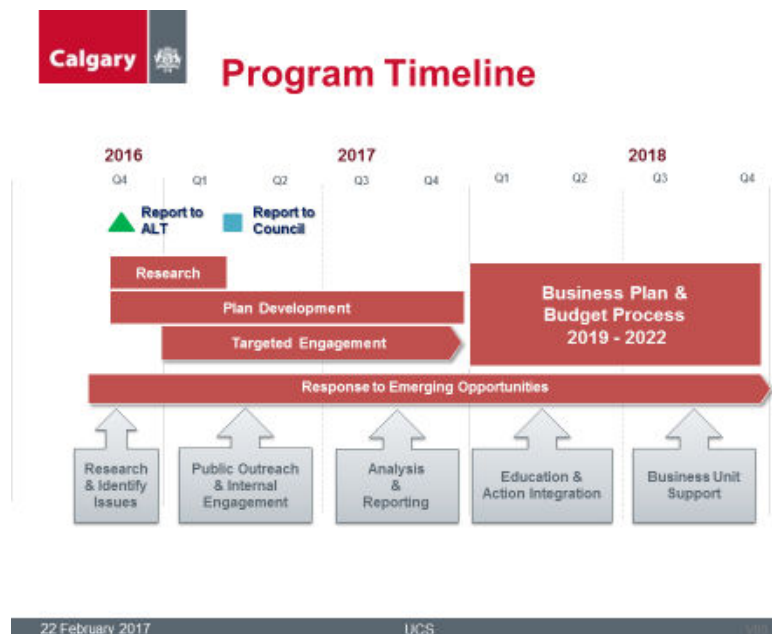 Calgary
Program Timeline
2016 2017 2018
Q4 Q1 Q2 Q3 Q4 Q1 Q2 Q3 Q4
Report to
ALT
Report to
Council
Research
Plan Development
Targeted Engagement
Business Plan &
Budget Process
2019 - 2022
Response to Emerging Opportunities
Research
& Identify
Issues
Public Outreach
& Internal
Engagement
Analysis
&
Reporting
Education &
Action Integration
Business Unit
Support
22 February 2017 UCS